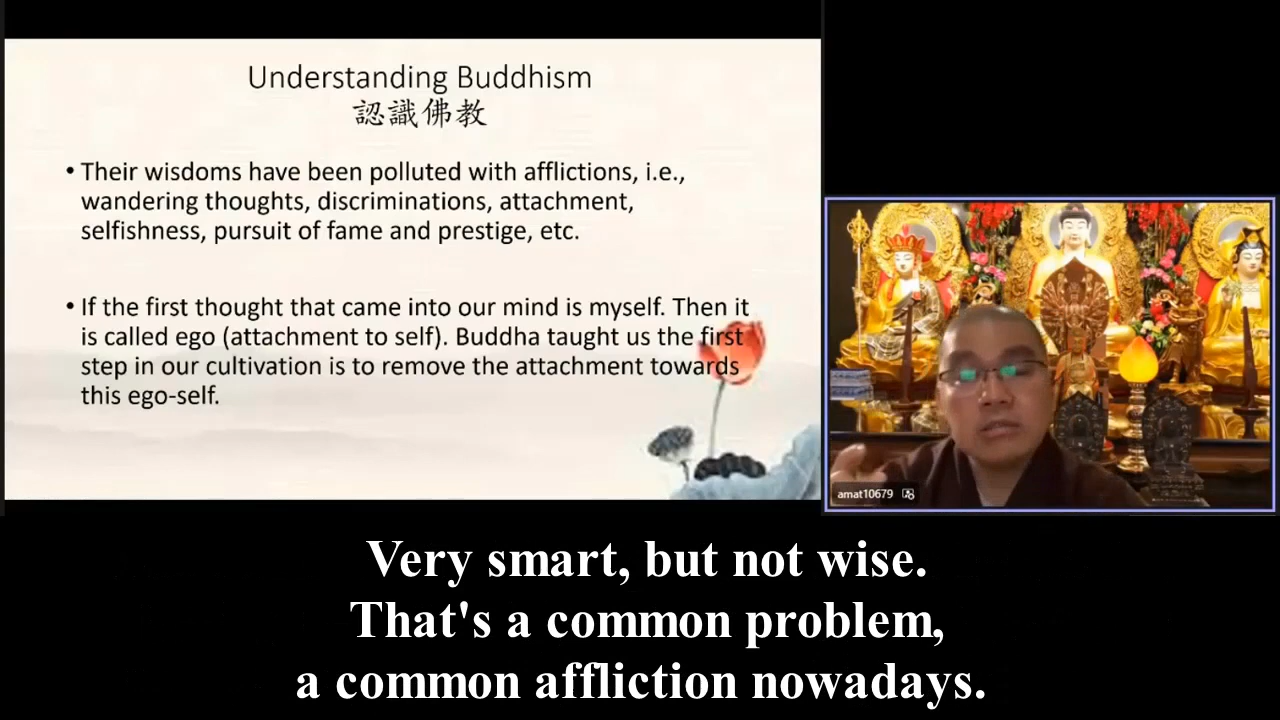 Understanding Buddhism
認識佛教
• Their wisdoms have been polluted with afflictions, i.e.,
wandering thoughts, discriminations, attachment,
selfishness, pursuit of fame and prestige, etc.
• If the first thought that came into our mind is myself. Then it
is called ego (attachment to self). Buddha taught us the first
step in our cultivation is to remove the attachment towards
this ego-self.
amat10679
Very smart, but not wise.
That's a common problem,
a common affliction nowadays.